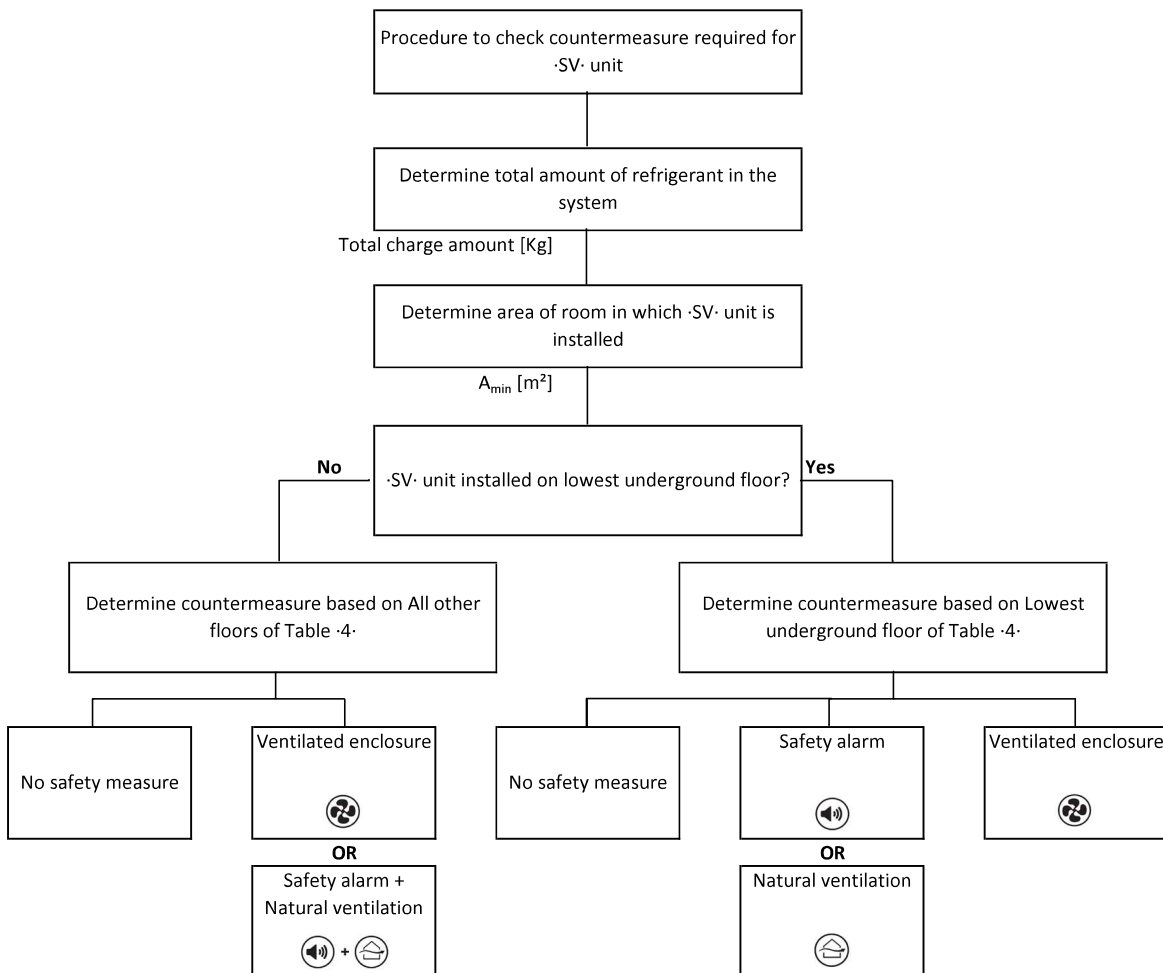 Procedure to check countermeasure required for
·SV· unit
Determine total amount of refrigerant in the
system
Total charge amount [Kg]
Determine area of room in which ·SV· unit is
installed
Aₘᵢₙ [m²]
No
·SV· unit installed on lowest underground floor?
Yes
Determine countermeasure based on All other
floors of Table ·4·
Determine countermeasure based on Lowest
underground floor of Table ·4·
No safety measure
Ventilated enclosure
OR
Safety alarm +
Natural ventilation
+
No safety measure
Safety alarm
OR
Natural ventilation
Ventilated enclosure